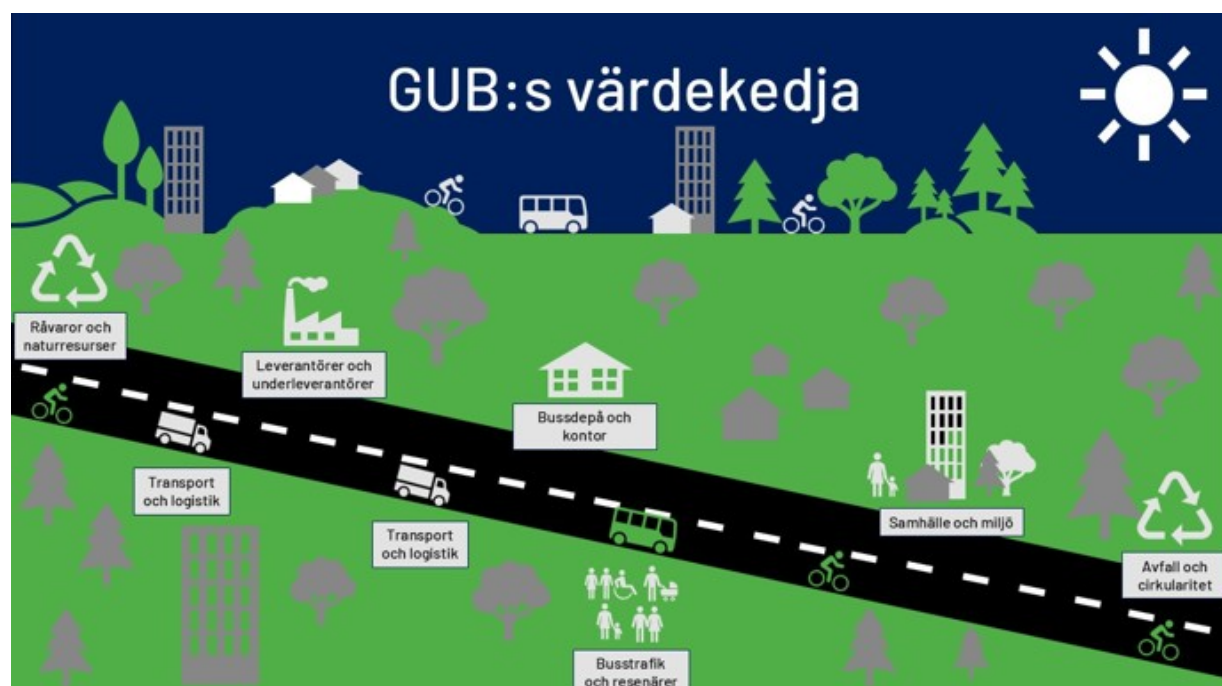 GUB:s värdekedja
Råvaror och
naturresurser
Leverantörer och
underleverantörer
Bussdepå och
kontor
Transport
och logistik
Transport
och logistik
Samhälle och miljö
Avfall och
cirkularitet
Busstrafik
och resenärer